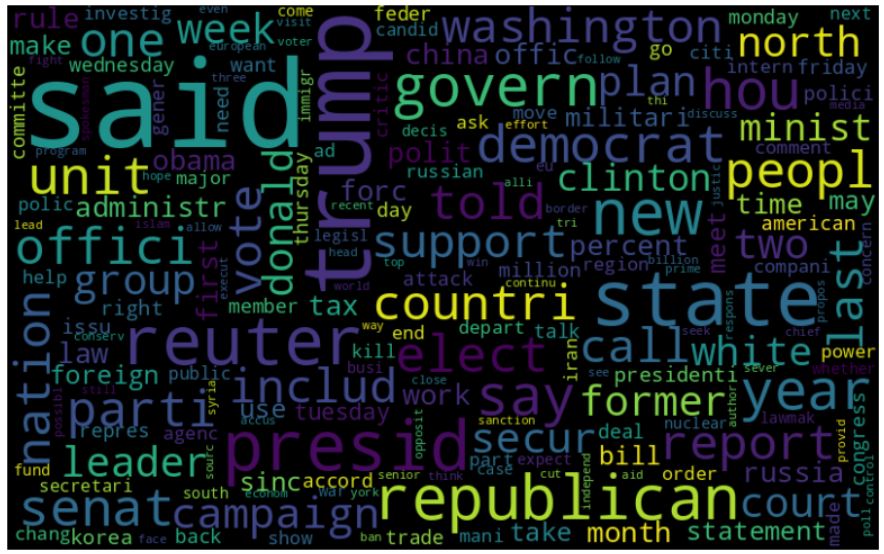 rule investig one week come visit even candid feder washington monday next
make want european voter office china go citi north
wednesday said trump govern plan internfriday hou
committe gener need immigr critic follow thi move militari polici media
fight three spokesman decis ask effort discuss minist
program obama ad polit democrat comment
unit hope major donald thursday russian eu clinton peopl
polic administr vote forc day alli told justic time may
lead islam allow recent legisl border new american
offici first head support percent tri two meet compani concern
help group execut world top attack win million region billion prime
nation right member tax continu countri state respons propos last
issu conserv way end depart talk seek chief
law reuter kill elect call white power
foreign public busi iran see presidenti whether
still possibl syria includ close work say sever former year
parti use tuesday opposit sanction author nuclear lawmak congress
repres accus secur deal report provid
fund agenc sourc presid part independ bill
leader sinc accord senior case expect order russia
secretari south econom war york think cut aid court poll control
senat campaign republican month made
chang korea face back show ban trade mani take statement